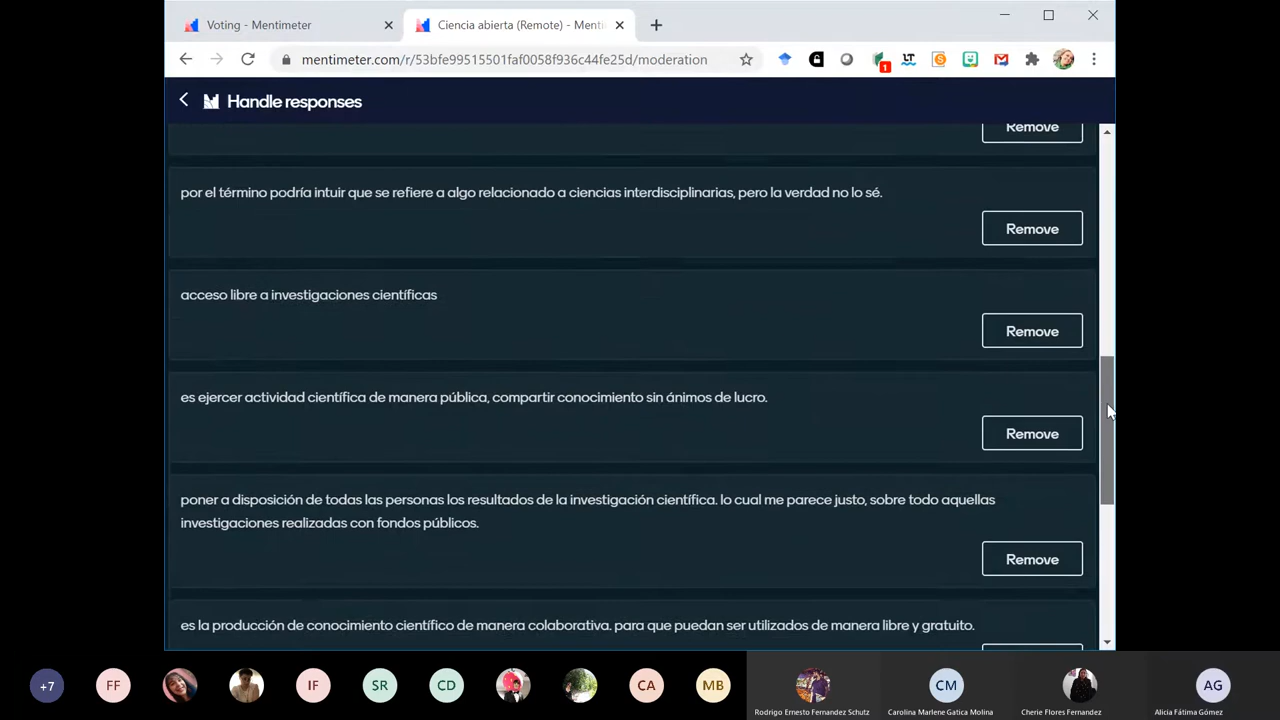 Voting - Mentimeter
Ciencia abierta (Remote) - Menti
mentimeter.com/r/53bfe99515501faf0058f936c44fe25d/moderation
1
LT
S
Handle responses
Remove
por el término podría intuir que se refiere a algo relacionado a ciencias interdisciplinarias, pero la verdad no lo sé.
Remove
acceso libre a investigaciones científicas
Remove
es ejercer actividad científica de manera pública, compartir conocimiento sin ánimos de lucro.
Remove
poner a disposición de todas las personas los resultados de la investigación científica. lo cual me parece justo, sobre todo aquellas
investigaciones realizadas con fondos públicos.
Remove
es la producción de conocimiento científico de manera colaborativa. para que puedan ser utilizados de manera libre y gratuito.
+7 FF IF SR CD CA MB CM AG
Rodrigo Ernesto Fernandez Schutz Carolina Marlene Gatica Molina Cherie Flores Fernandez Alicia Fátima Gómez